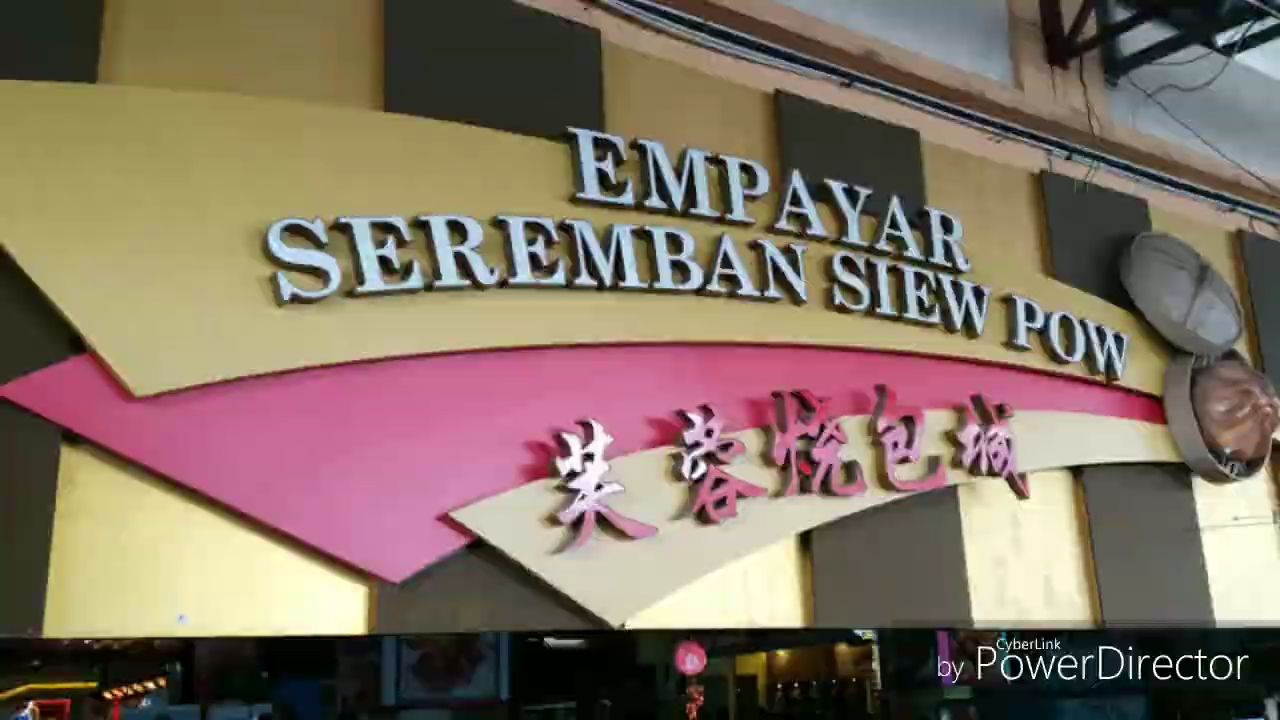 EMPAYAR
SEREMBAN SIEW POW
芙蓉烧包城
CyberLink
by PowerDirector